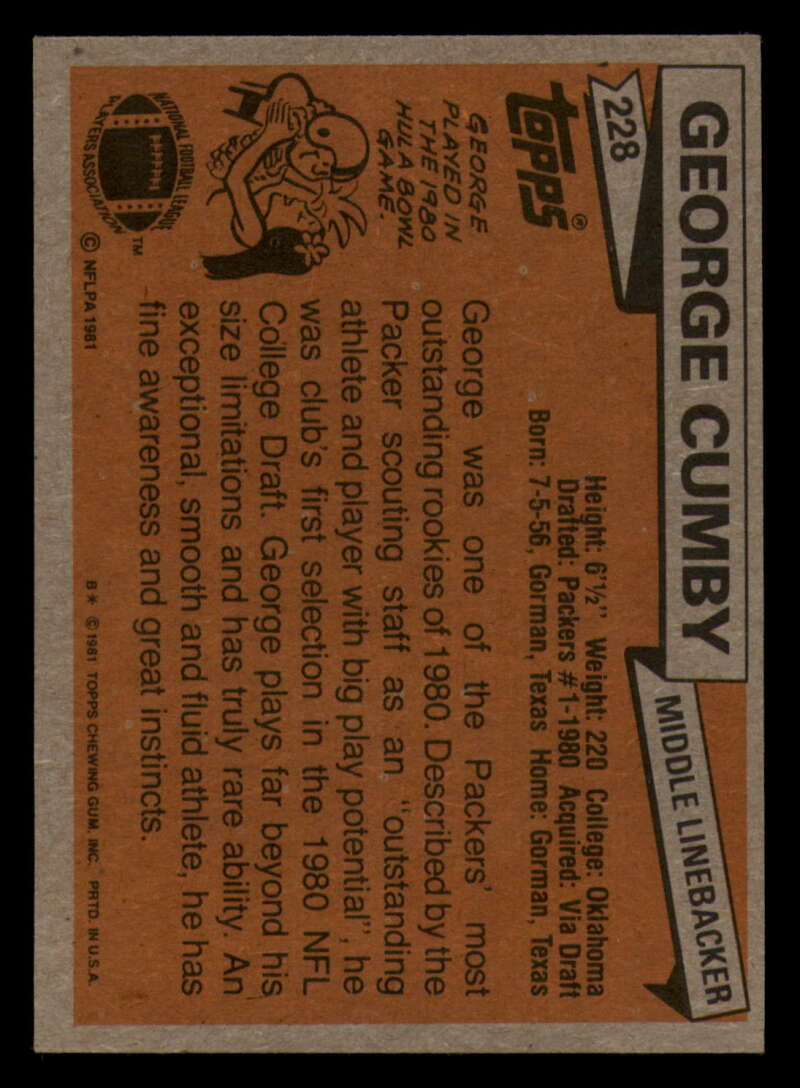 228
GEORGE CUMBY
MIDDLE LINEBACKER
topps®
Height: 6'½" Weight: 220 College: Oklahoma
Drafted: Packers #1-1980 Acquired: Via Draft
Born: 7-5-56, Gorman, Texas Home: Gorman, Texas
GEORGE
PLAYED IN
THE 1980
HULA BOWL
GAME.
George was one of the Packers' most
outstanding rookies of 1980. Described by the
Packer scouting staff as an "outstanding
athlete and player with big play potential", he
was club's first selection in the 1980 NFL
College Draft. George plays far beyond his
size limitations and has truly rare ability. An
exceptional, smooth and fluid athlete, he has
fine awareness and great instincts.
NATIONAL FOOTBALL LEAGUE
PLAYERS ASSOCIATION
TM
© NFLPA 1981
B* ©1981 TOPPS CHEWING GUM, INC. PRTD. IN U.S.A.